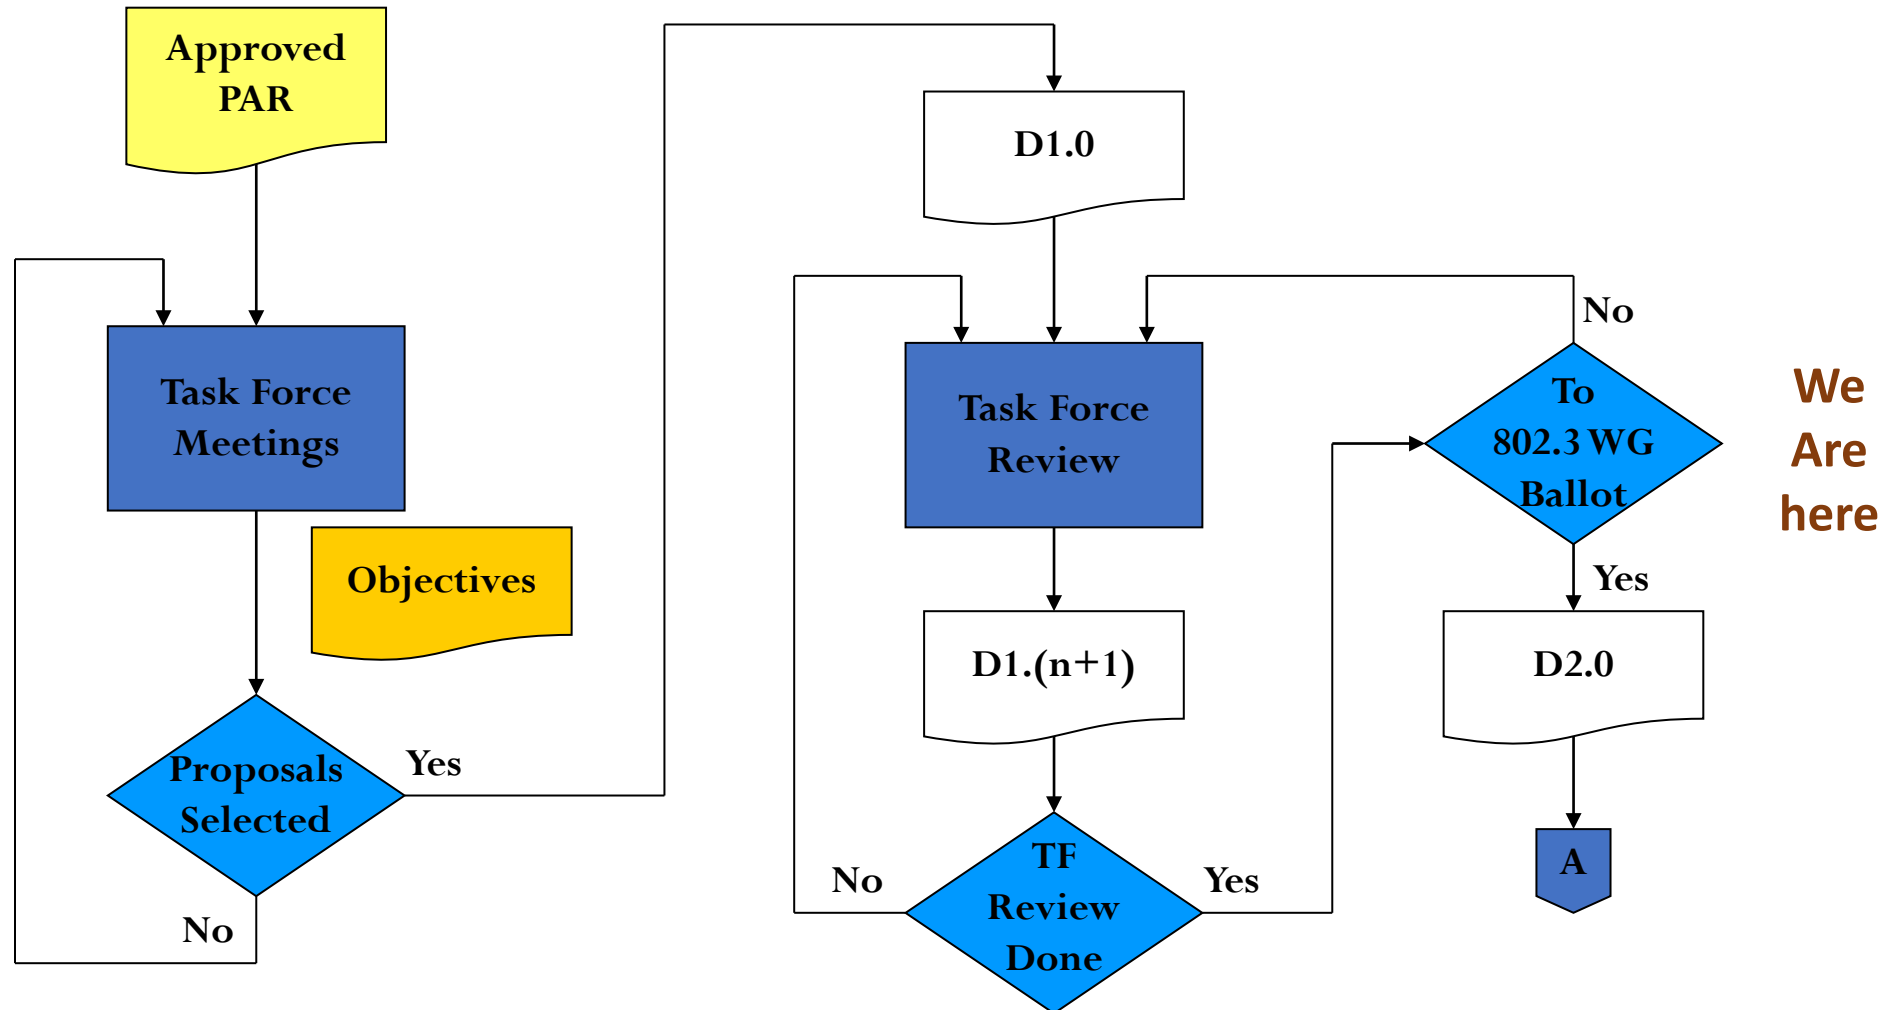 Approved
PAR
Task Force
Meetings
Objectives
Proposals
Selected
Yes
No
D1.0
Task Force
Review
D1.(n+1)
TF
Review
Done
No
Yes
To
802.3 WG
Ballot
No
Yes
D2.0
A
We
Are
here